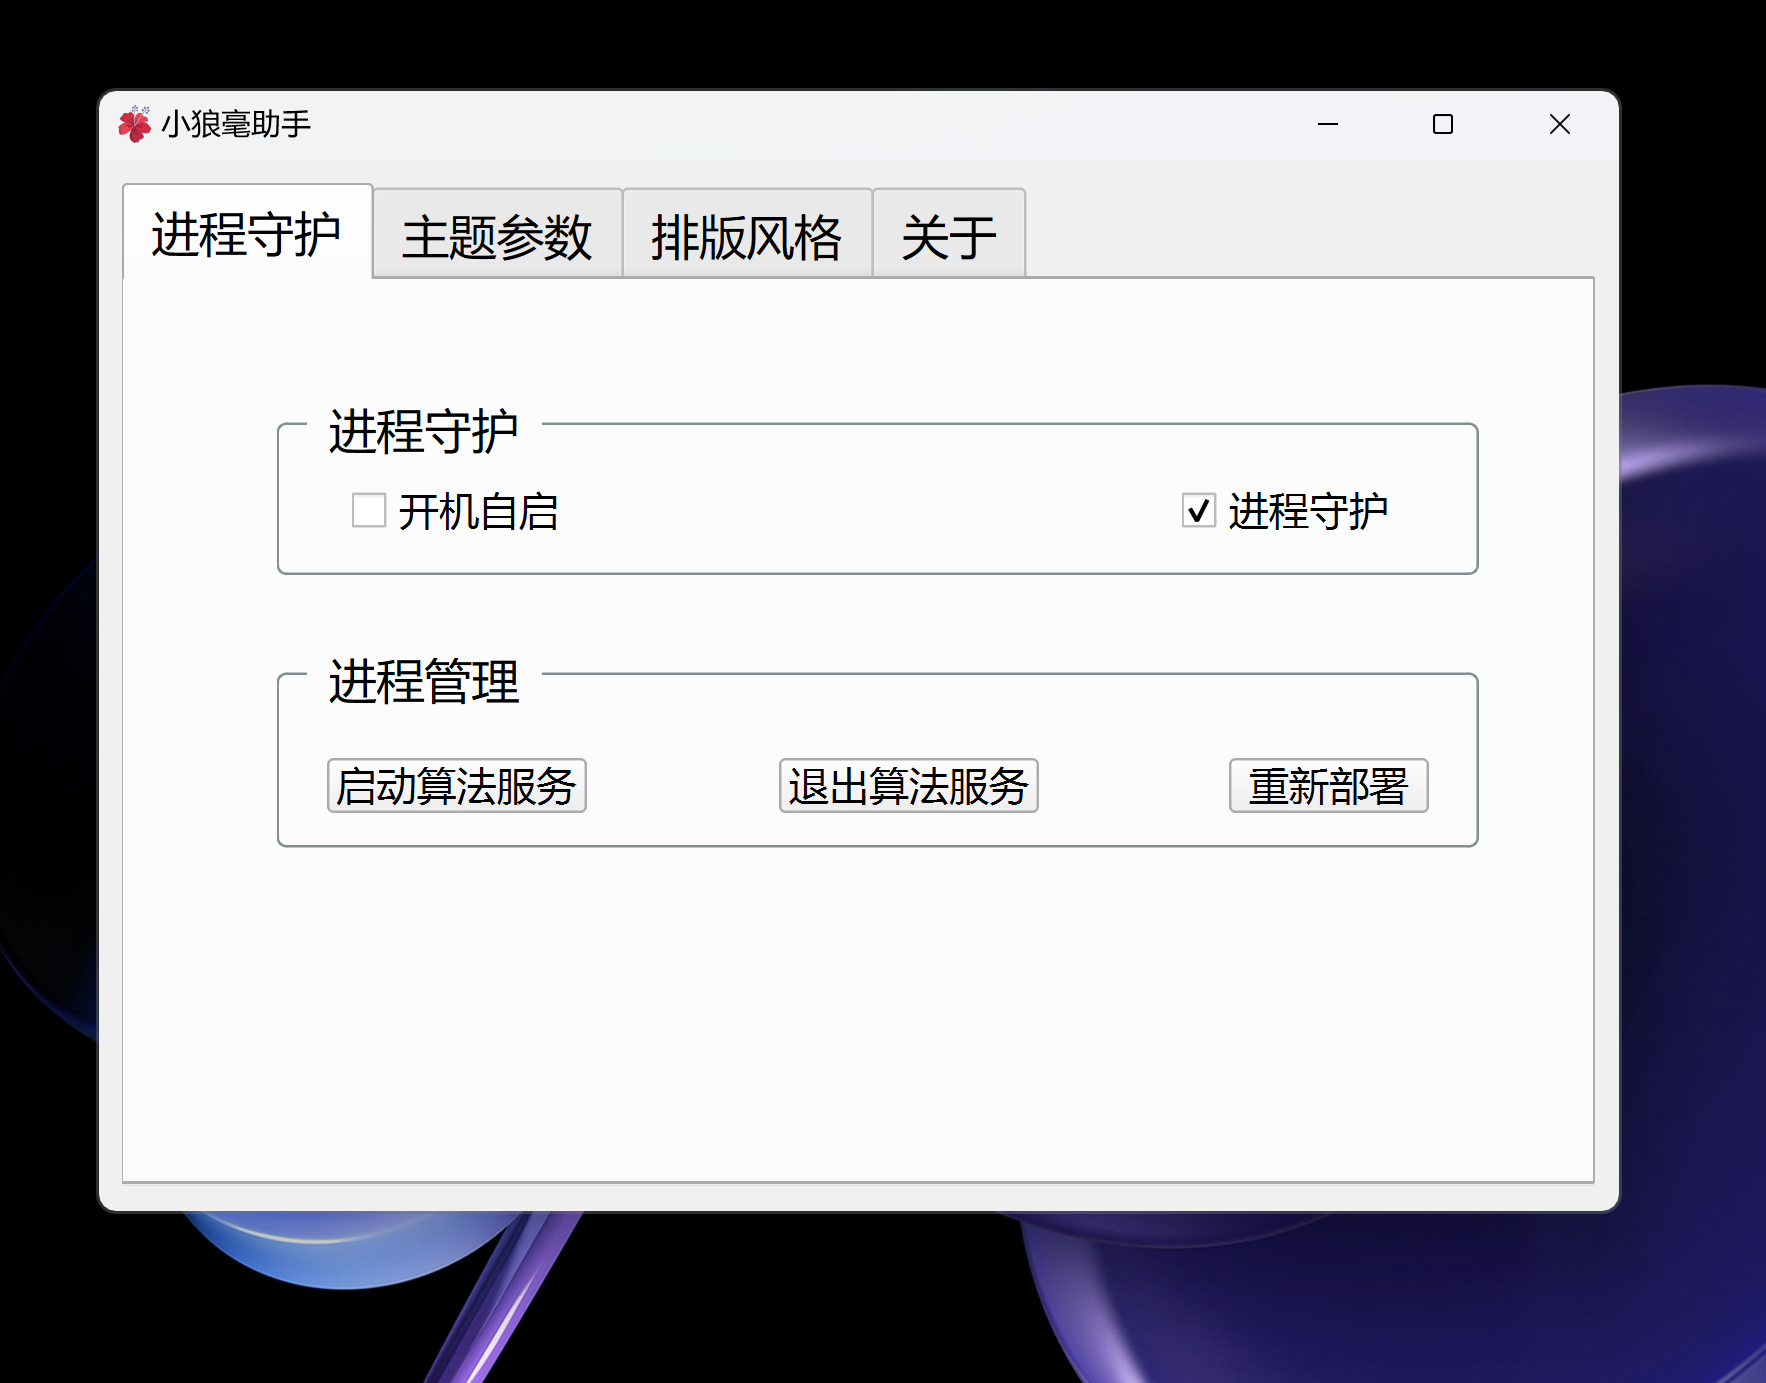 小狼毫助手
进程守护 主题参数 排版风格 关于
进程守护
开机自启 进程守护
进程管理
启动算法服务 退出算法服务 重新部署